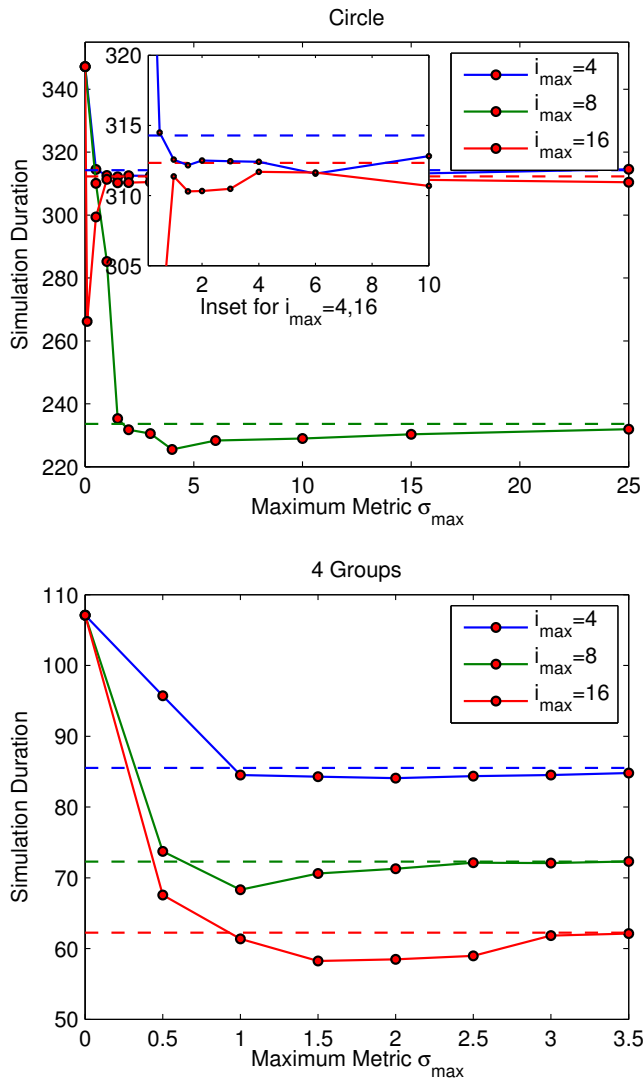 Circle
340
320
300
280
260
240
220
0
5
10
15
20
25
Simulation Duration
Maximum Metric σmax
320
315
310
305
2
4
6
8
10
Inset for imax=4,16
imax=4
imax=8
imax=16
4 Groups
110
100
90
80
70
60
50
0
0.5
1
1.5
2
2.5
3
3.5
Simulation Duration
Maximum Metric σmax
imax=4
imax=8
imax=16